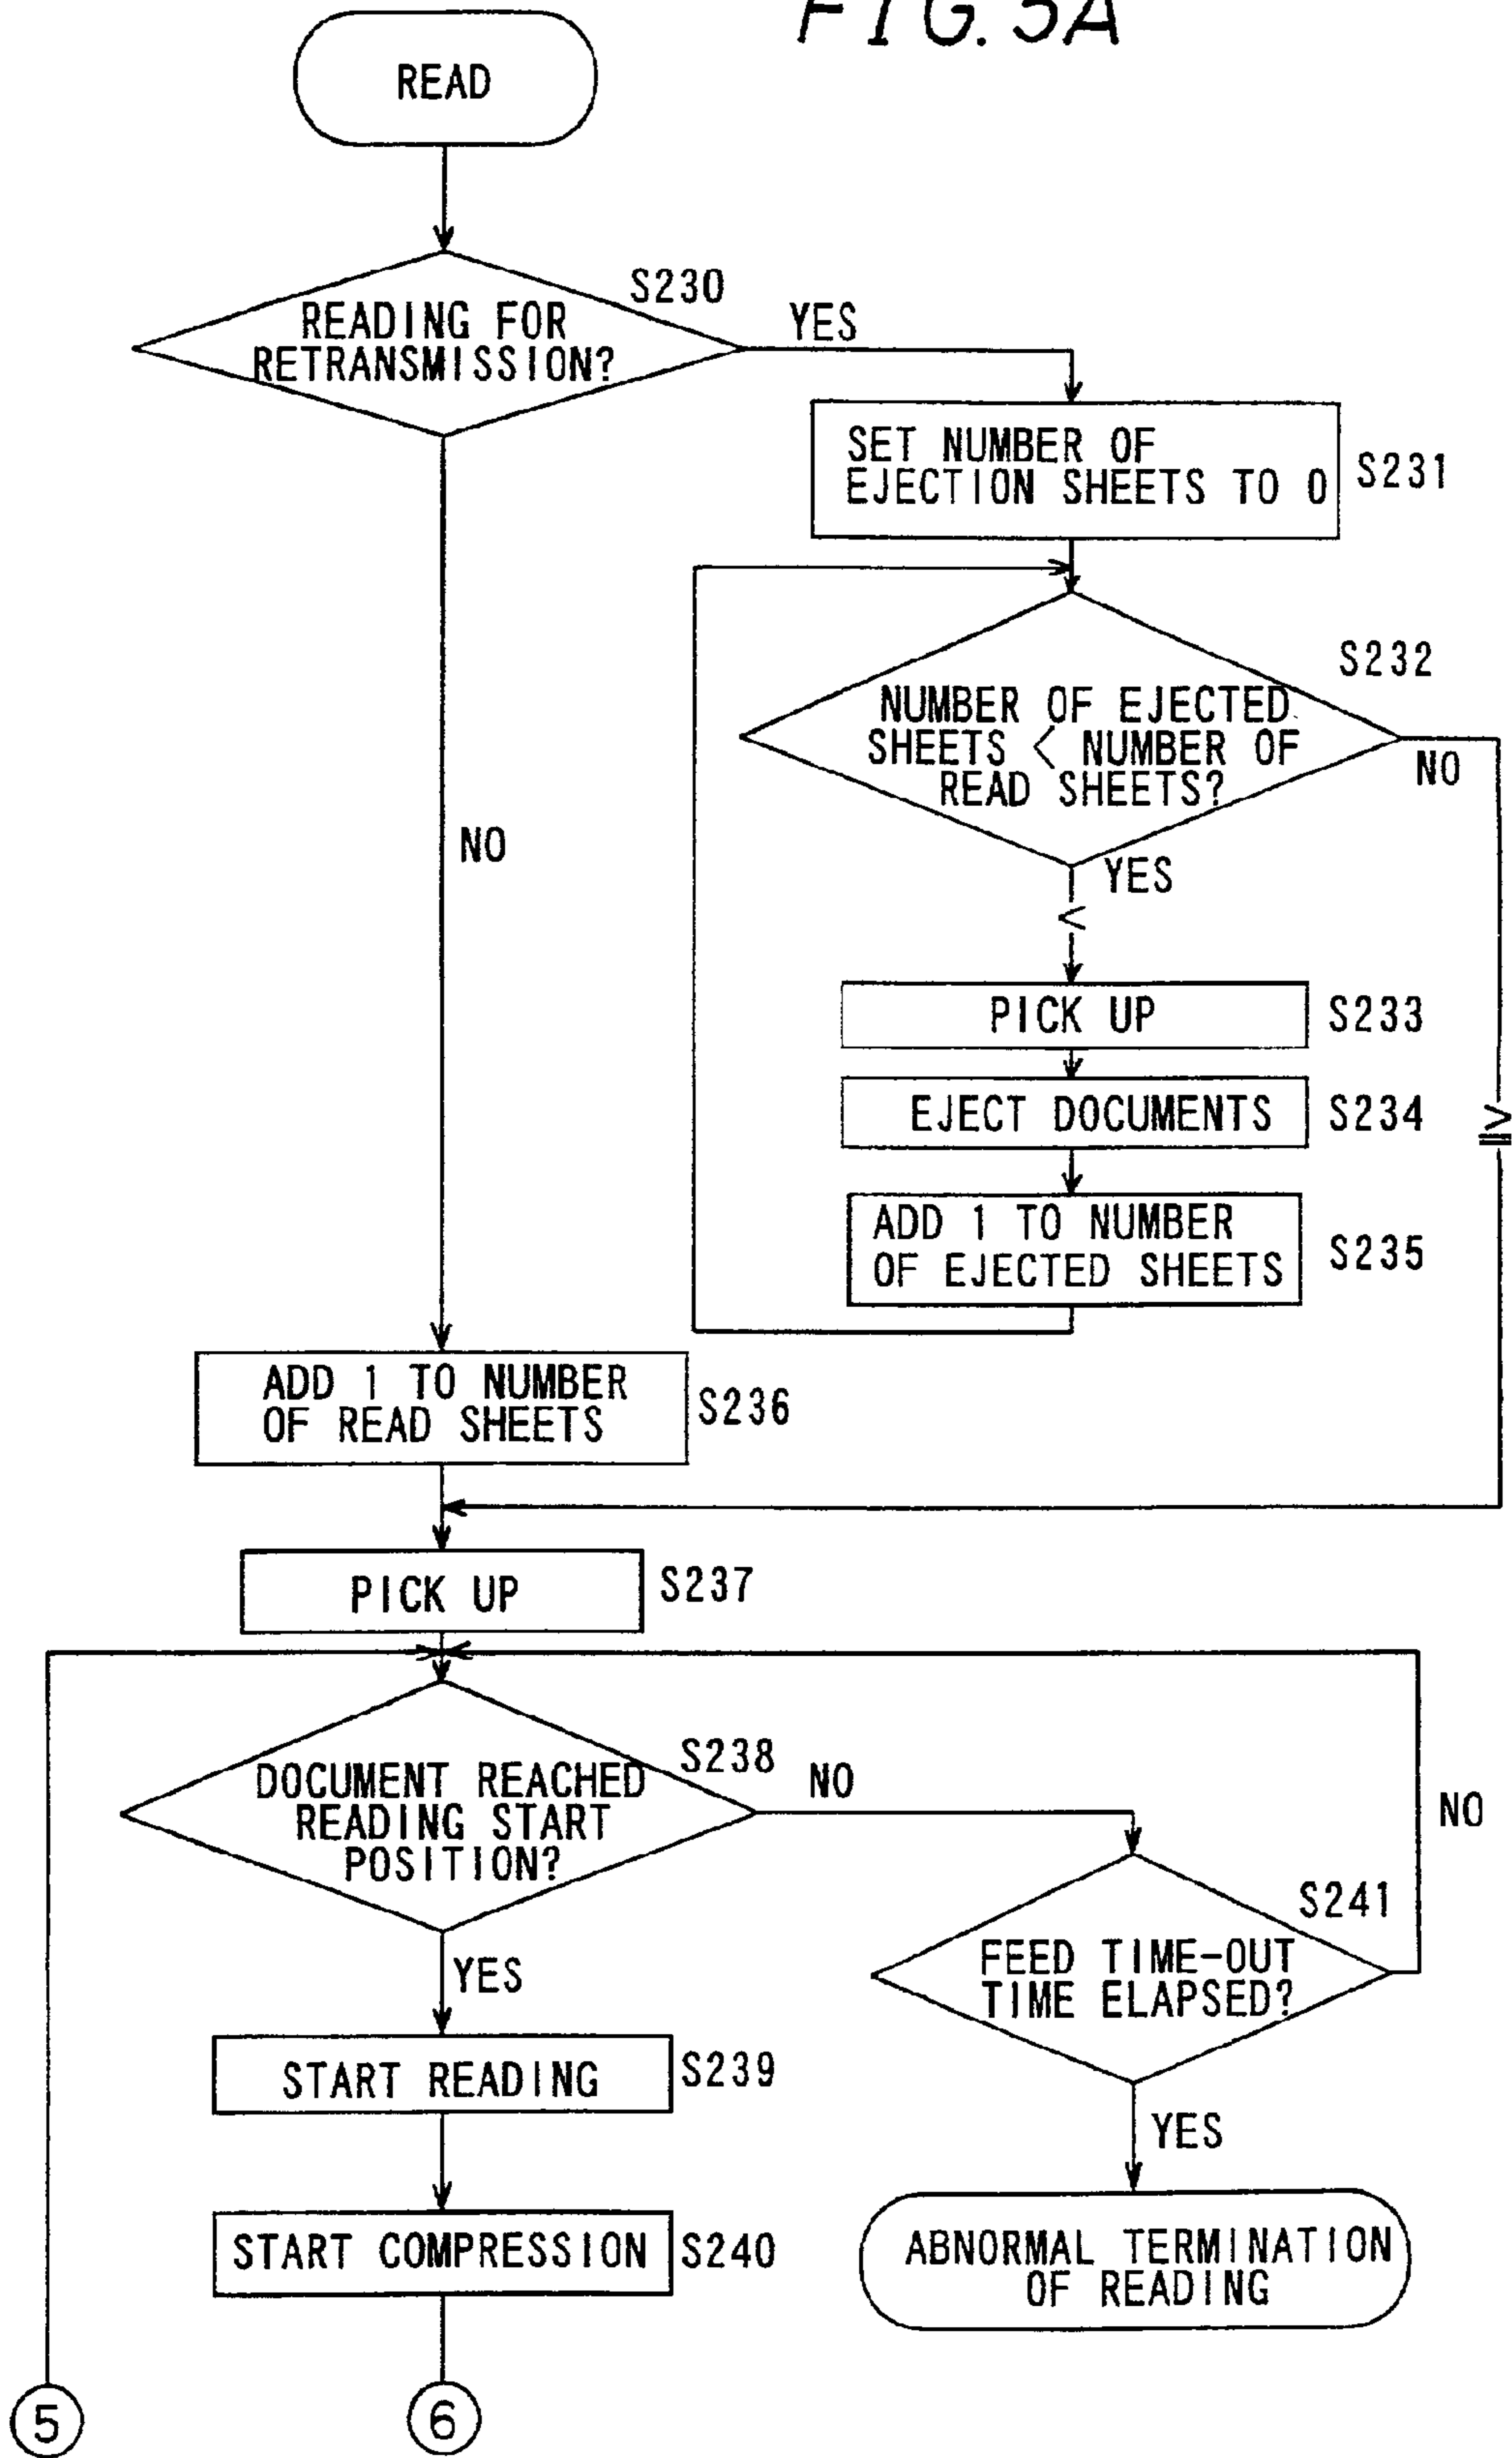 FIG. 5A
READ
S230
READING FOR
RETRANSMISSION?
YES
SET NUMBER OF
EJECTION SHEETS TO 0
S231
S232
NUMBER OF EJECTED
SHEETS < NUMBER OF
READ SHEETS?
NO
NO
YES
<
PICK UP
S233
≧
EJECT DOCUMENTS
S234
ADD 1 TO NUMBER
OF EJECTED SHEETS
S235
ADD 1 TO NUMBER
OF READ SHEETS
S236
PICK UP
S237
S238
DOCUMENT REACHED
READING START
POSITION?
NO
NO
S241
FEED TIME-OUT
TIME ELAPSED?
YES
START READING
S239
YES
START COMPRESSION
S240
ABNORMAL TERMINATION
OF READING
5
6